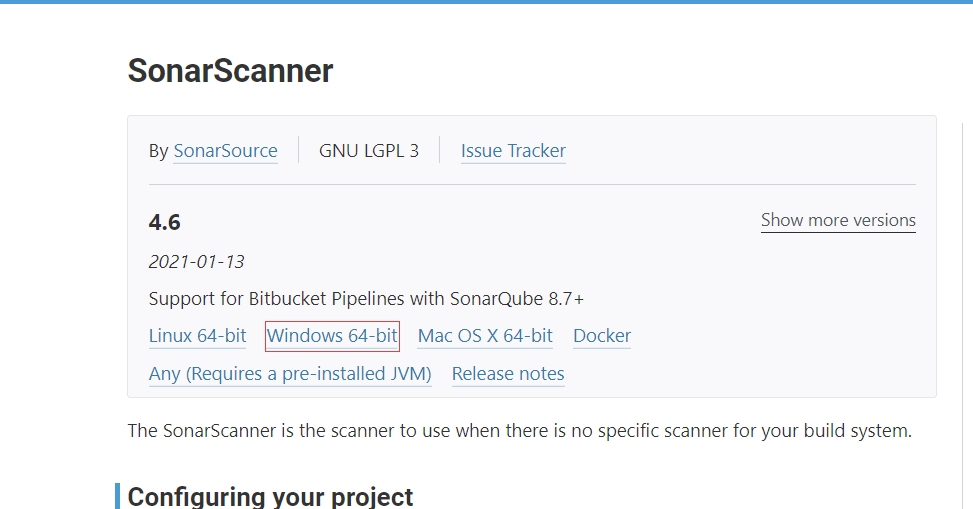 SonarScanner
By SonarSource GNU LGPL 3 Issue Tracker
4.6 Show more versions
2021-01-13
Support for Bitbucket Pipelines with SonarQube 8.7+
Linux 64-bit Windows 64-bit Mac OS X 64-bit Docker
Any (Requires a pre-installed JVM) Release notes
The SonarScanner is the scanner to use when there is no specific scanner for your build system.
Configuring your project